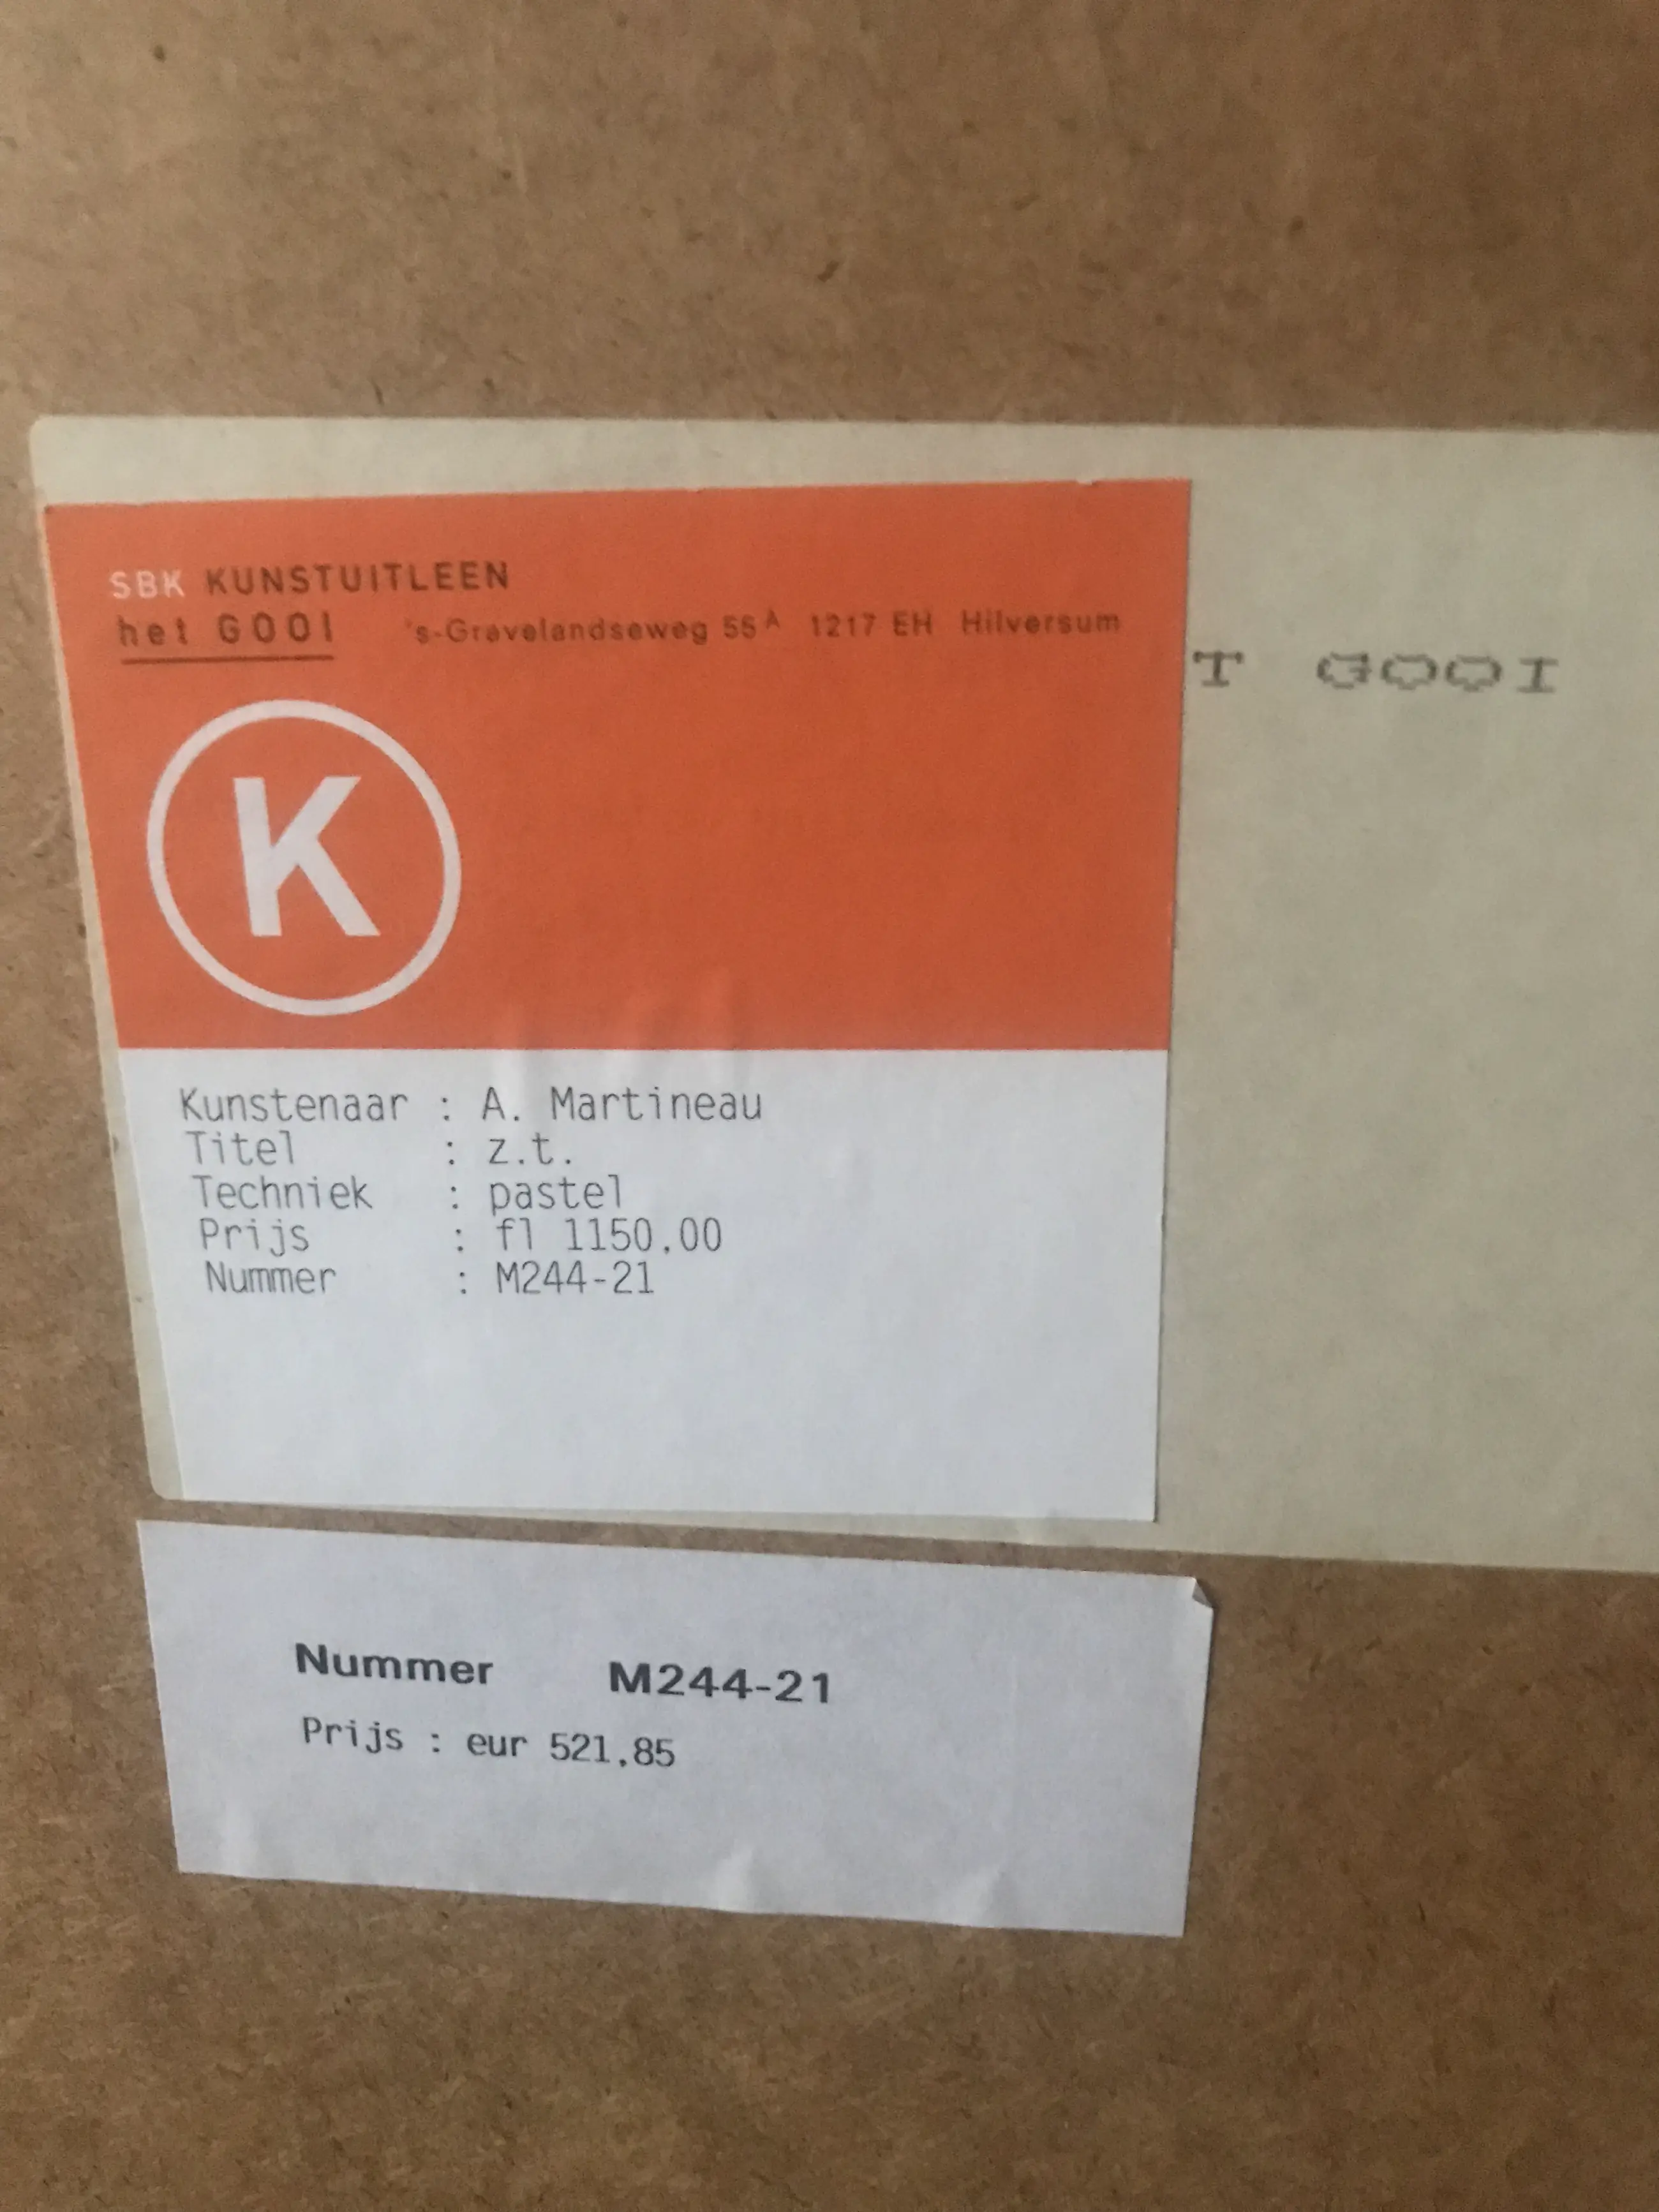 SBK KUNSTUITLEEN
het GOOI 's-Gravelandseweg 55A 1217 EH Hilversum
T GOOI
K
Kunstenaar : A. Martineau
Titel : z.t.
Techniek : pastel
Prijs : fl 1150,00
Nummer : M244-21
Nummer M244-21
Prijs : eur 521,85